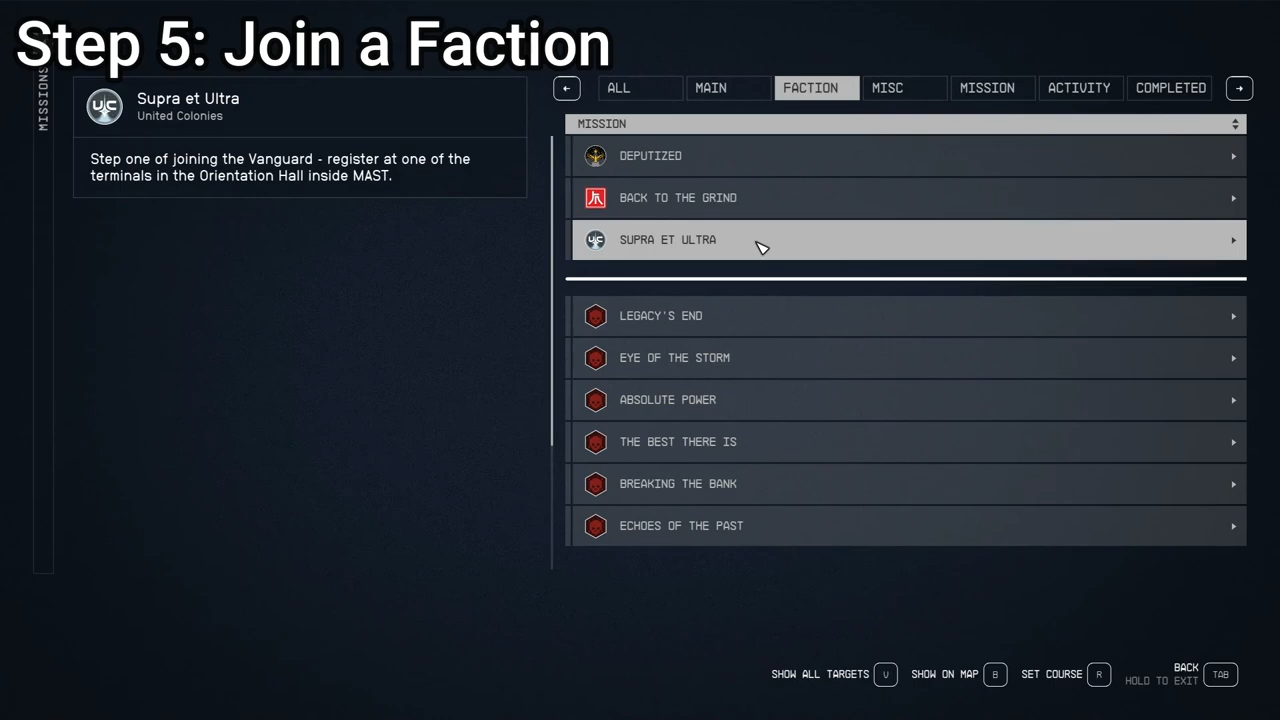 Step 5: Join a Faction
MISSIONS
Supra et Ultra
United Colonies
Step one of joining the Vanguard - register at one of the
terminals in the Orientation Hall inside MAST.
ALL
MAIN
FACTION
MISC
MISSION
ACTIVITY
COMPLETED
MISSION
DEPUTIZED
BACK TO THE GRIND
UC
SUPRA ET ULTRA
LEGACY'S END
EYE OF THE STORM
ABSOLUTE POWER
THE BEST THERE IS
BREAKING THE BANK
ECHOES OF THE PAST
SHOW ALL TARGETS V
SHOW ON MAP B
SET COURSE R
BACK
HOLD TO EXIT
TAB